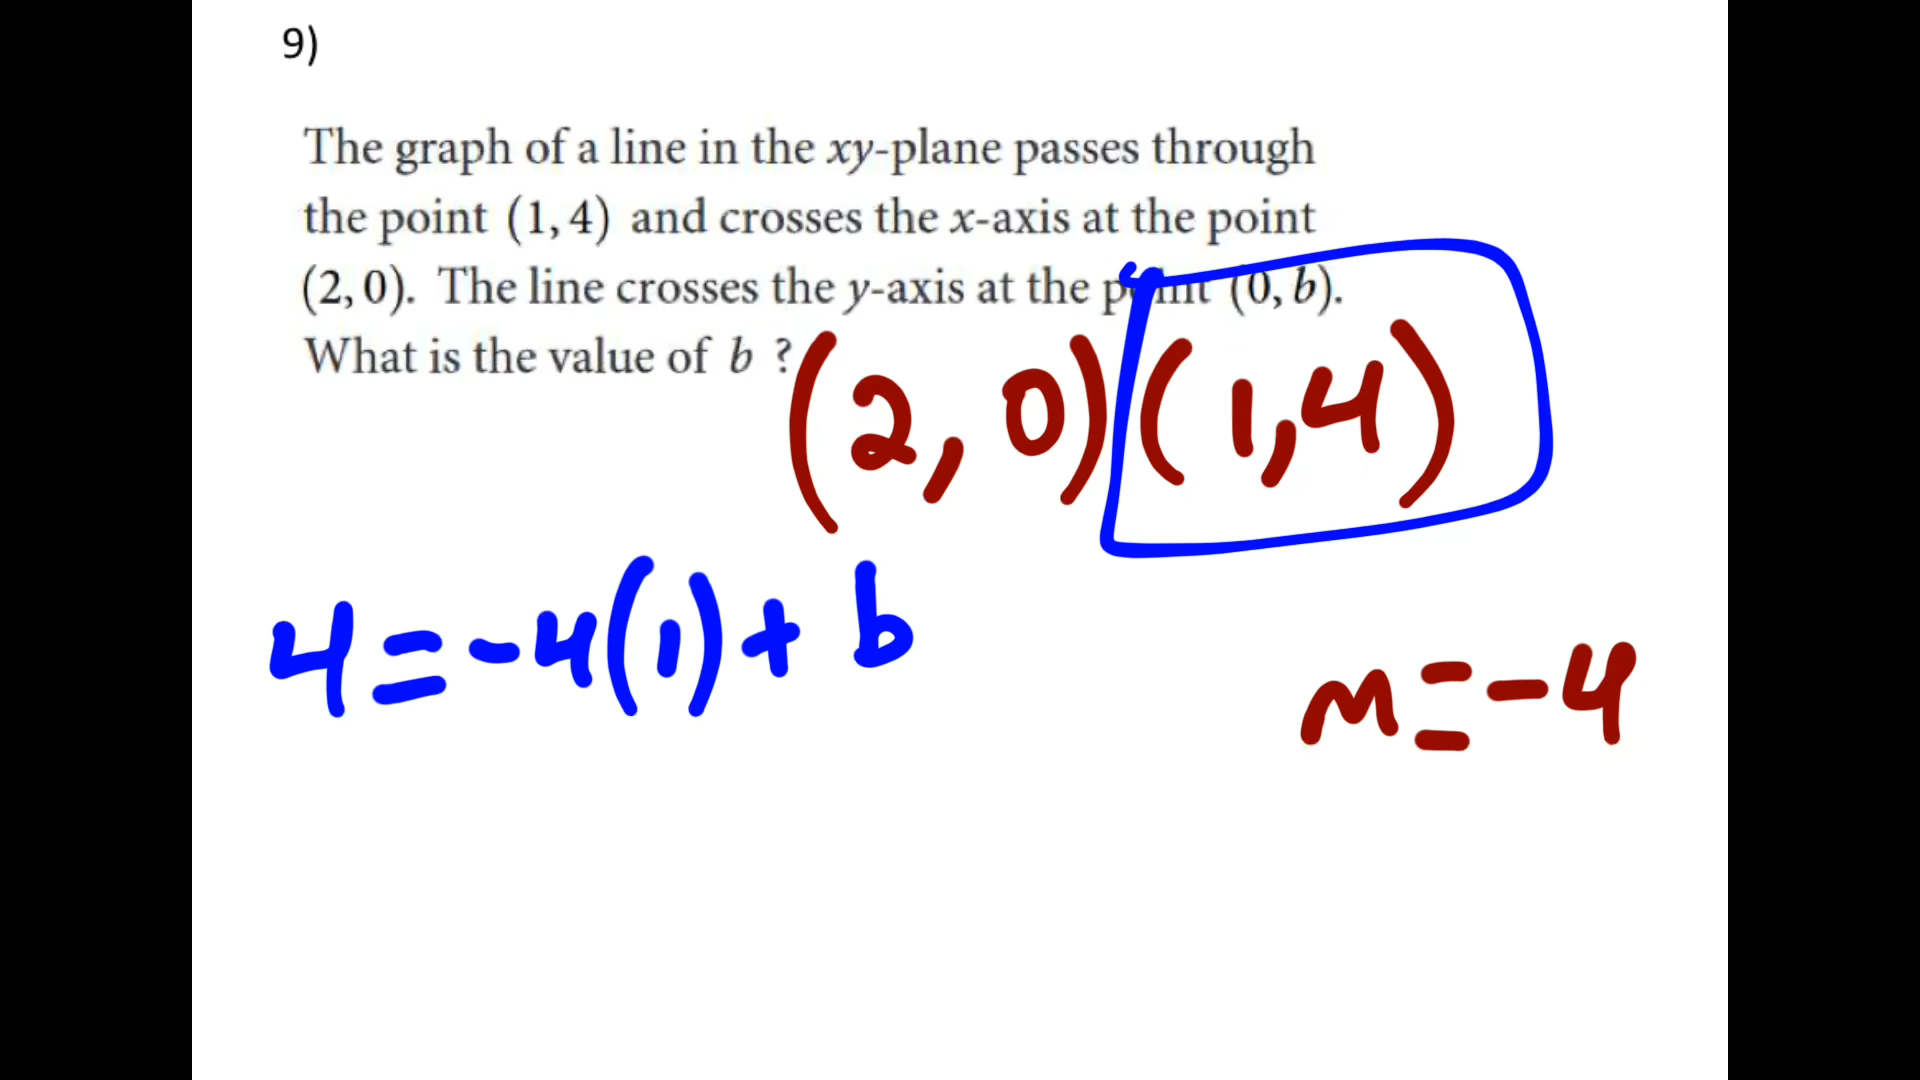 9)
The graph of a line in the xy-plane passes through
the point (1, 4) and crosses the x-axis at the point
(2, 0). The line crosses the y-axis at the point (0, b).
What is the value of b ?
(2, 0) (1, 4)
4 = -4(1) + b
m = -4